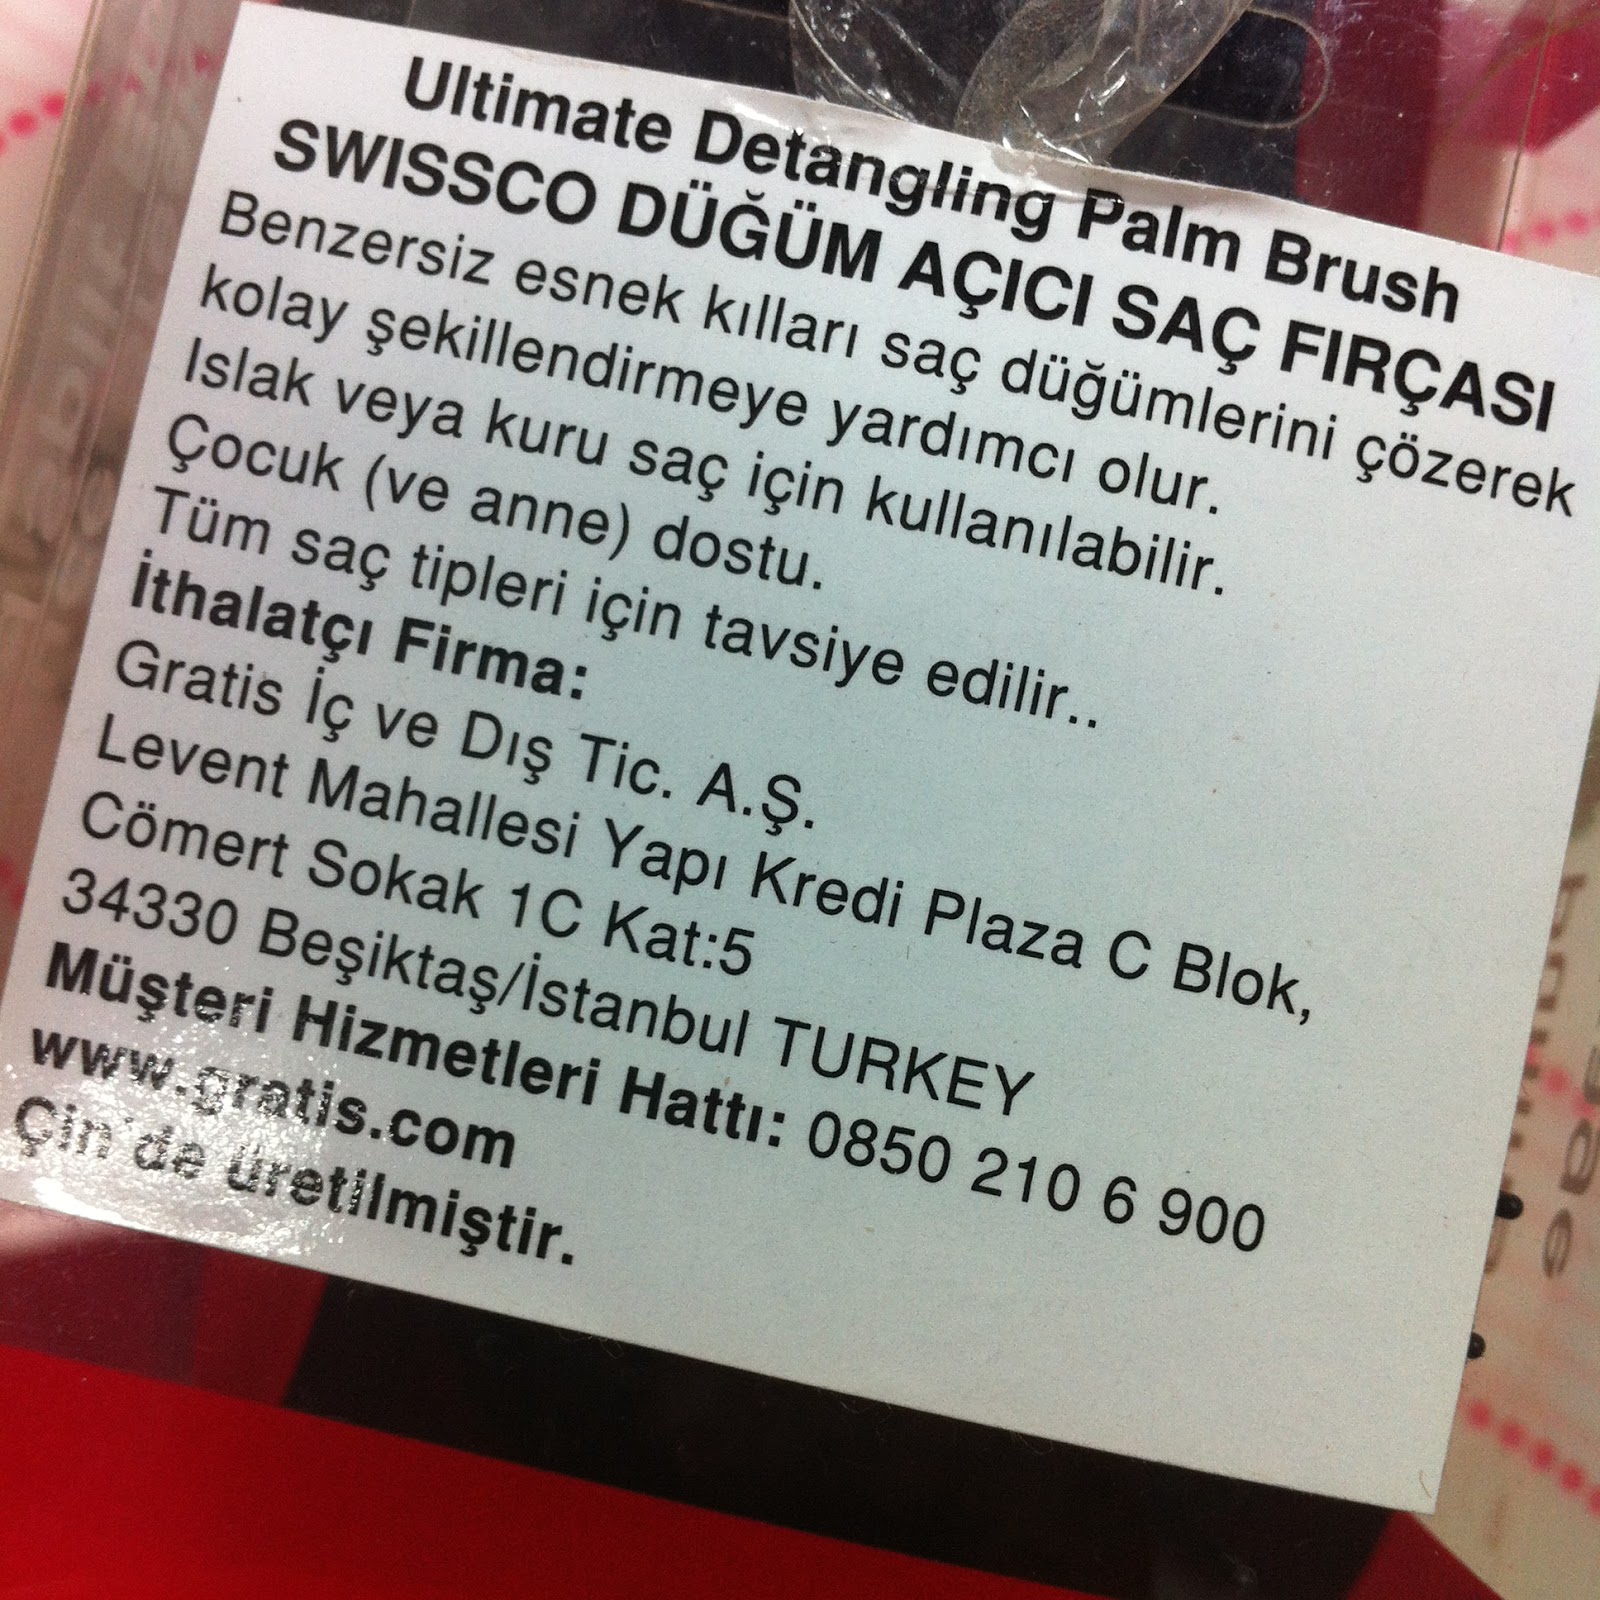 Ultimate Detangling Palm Brush
SWISSCO DÜĞÜM AÇICI SAÇ FIRÇASI
Benzersiz esnek kılları saç düğümlerini çözerek
kolay şekillendirmeye yardımcı olur.
Islak veya kuru saç için kullanılabilir.
Çocuk (ve anne) dostu.
Tüm saç tipleri için tavsiye edilir..
İthalatçı Firma:
Gratis İç ve Dış Tic. A.Ş.
Levent Mahallesi Yapı Kredi Plaza C Blok,
Cömert Sokak 1C Kat:5
34330 Beşiktaş/İstanbul TURKEY
Müşteri Hizmetleri Hattı: 0850 210 6 900
www.gratis.com
Çin'de üretilmiştir.